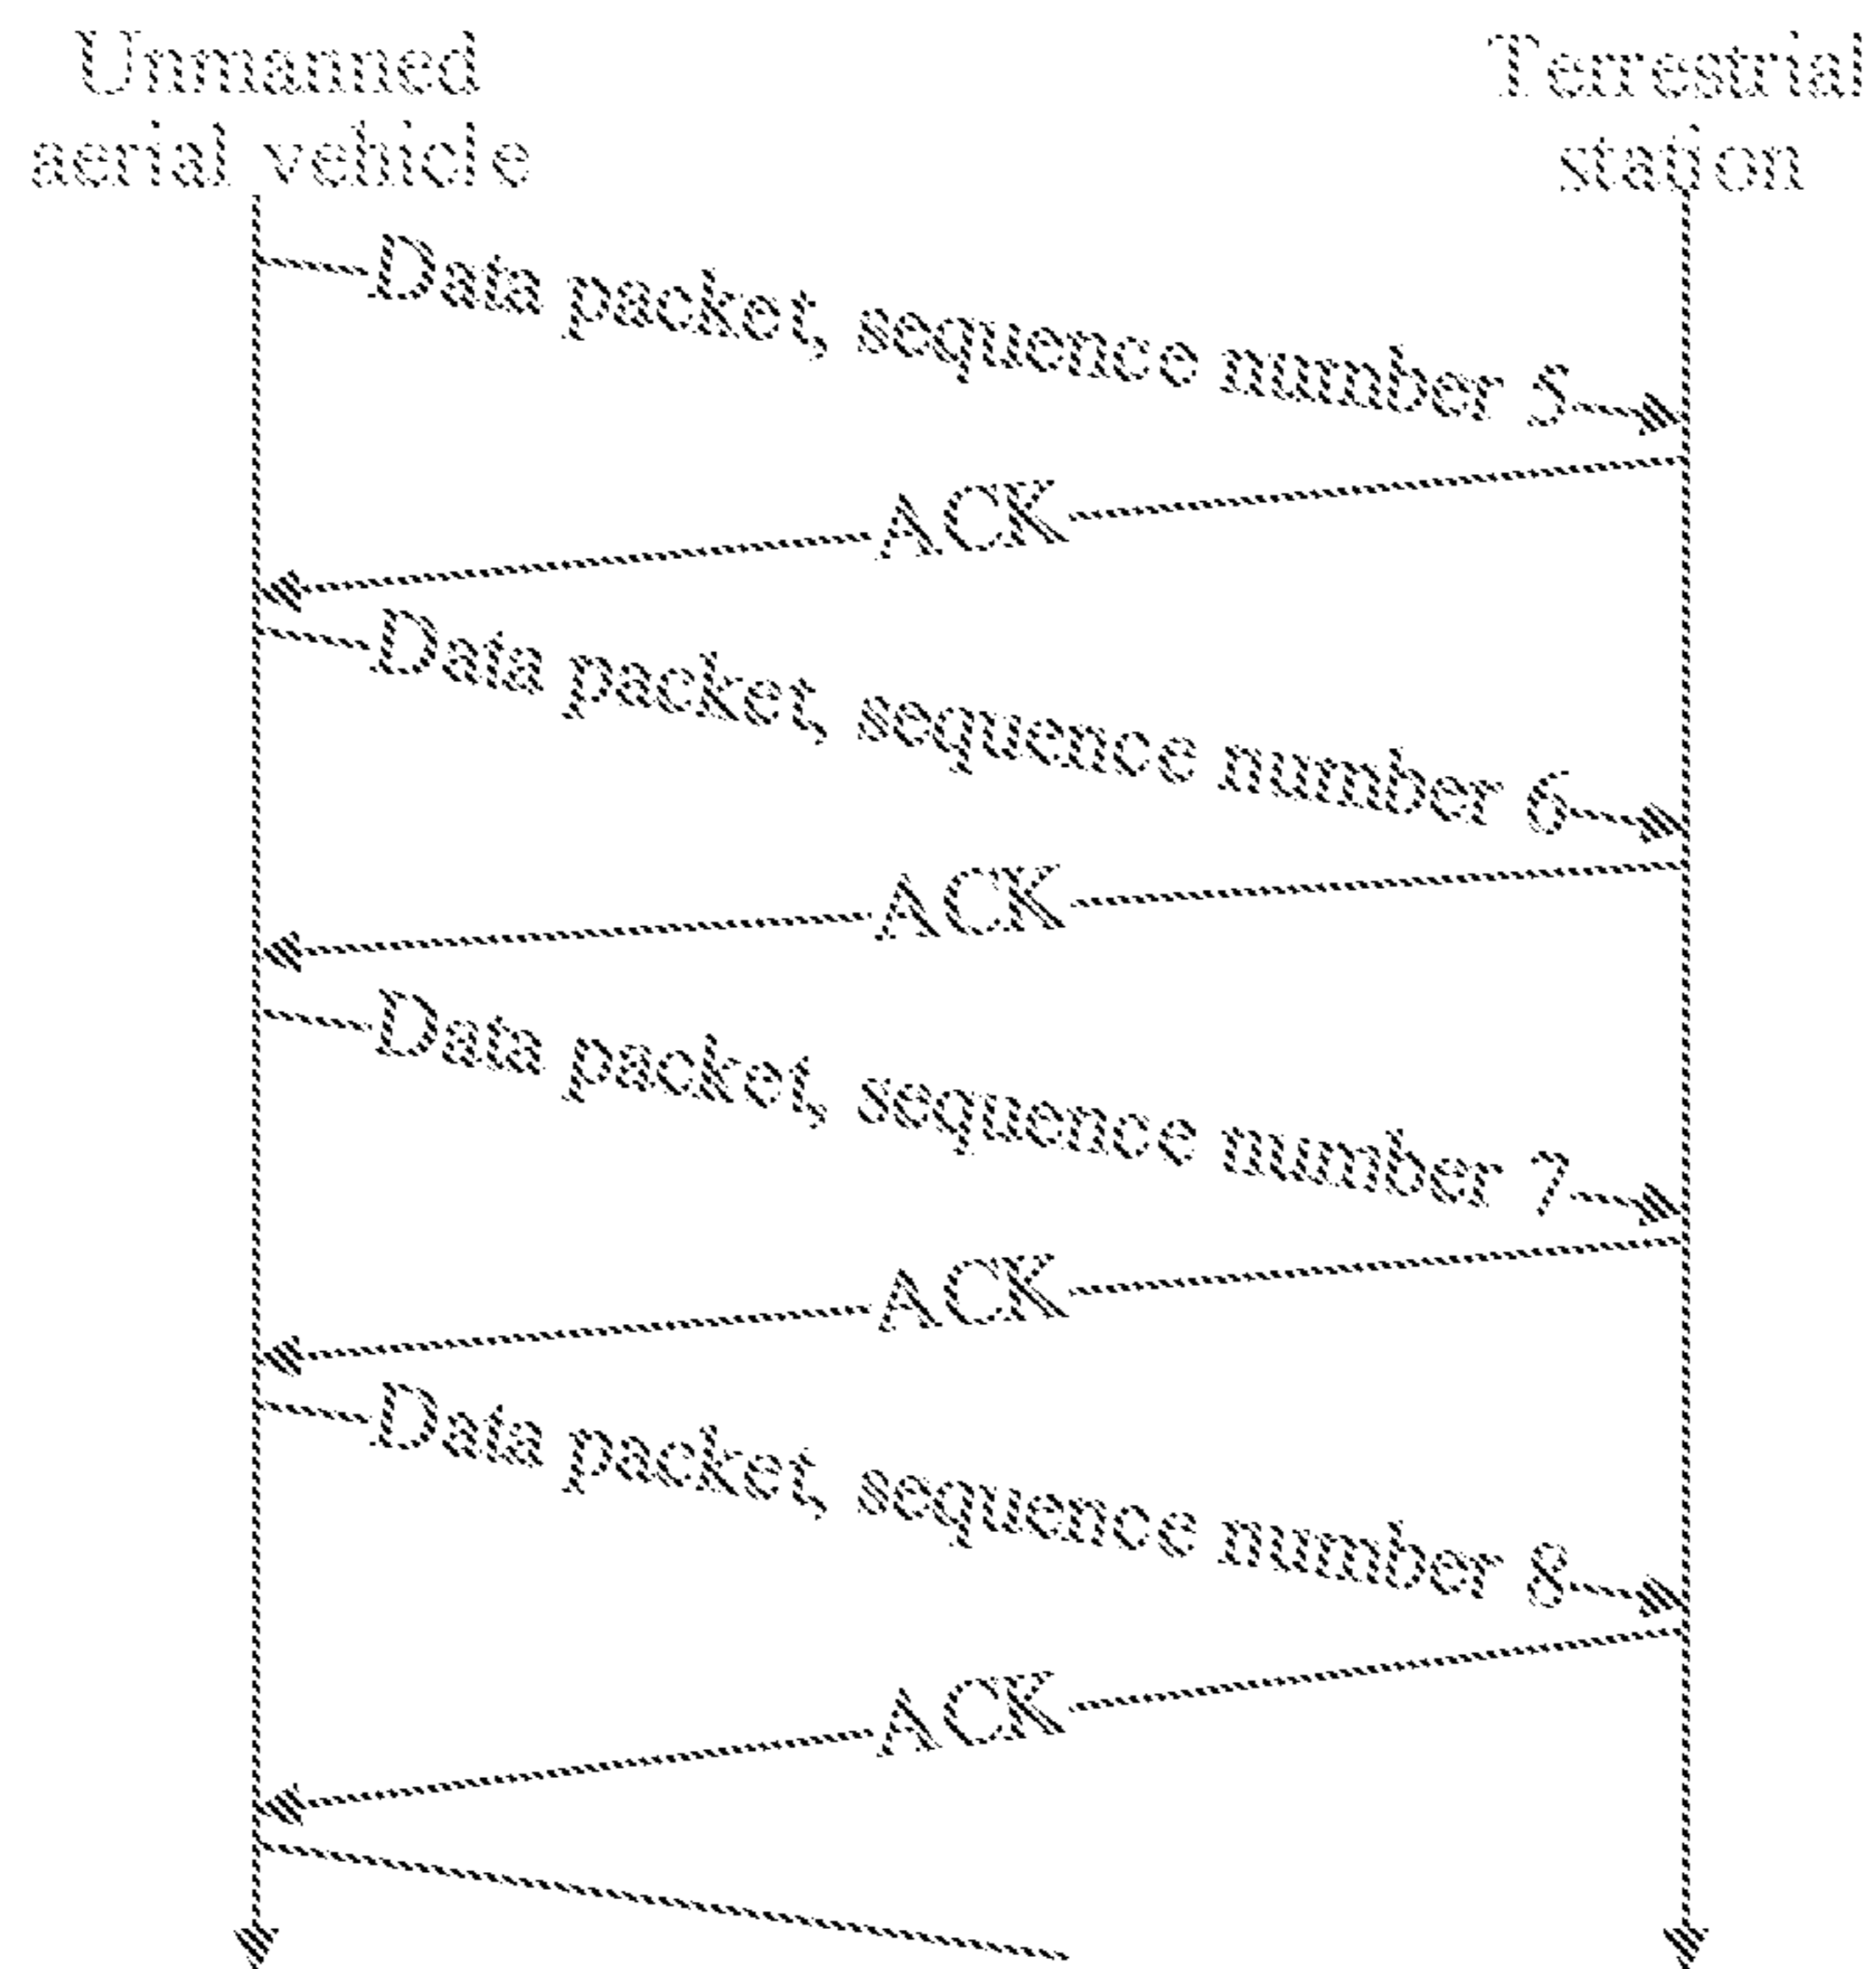 Unmanned
aerial vehicle
Terrestrial
station
Data packet, sequence number 5
ACK
Data packet, sequence number 6
ACK
Data packet, sequence number 7
ACK
Data packet, sequence number 8
ACK